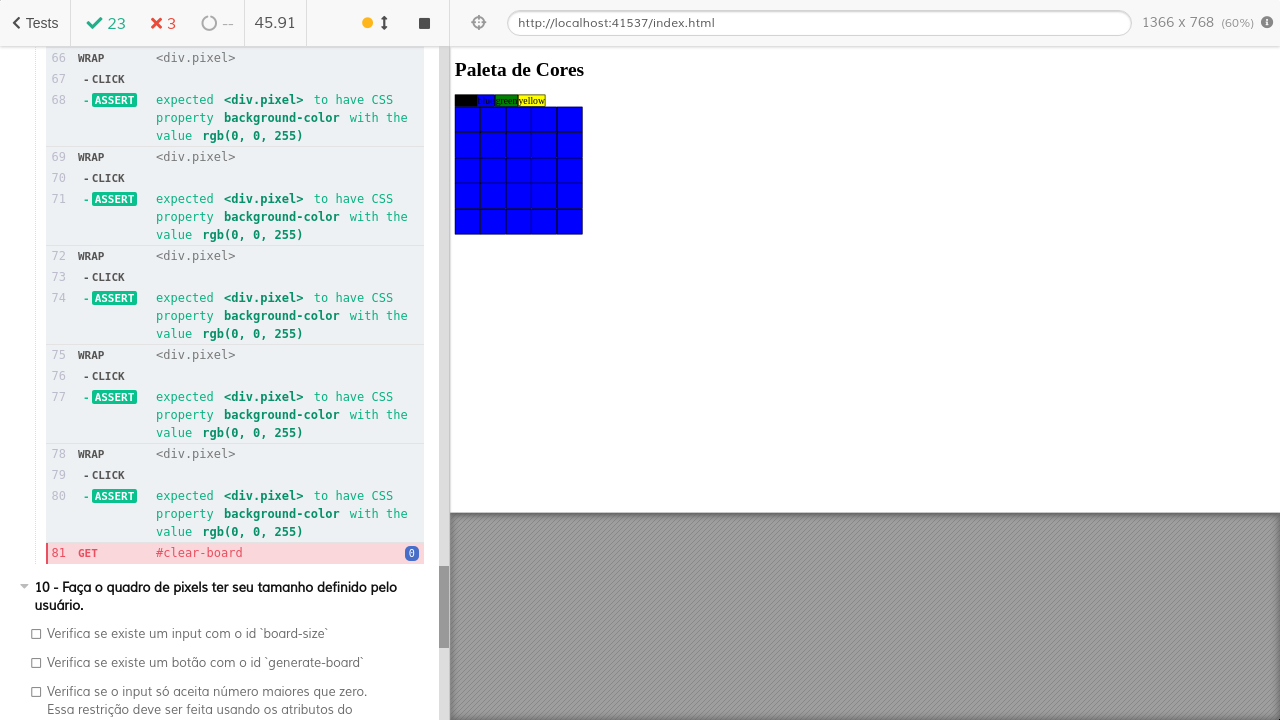 Tests 23 3 -- 45.91 http://localhost:41537/index.html 1366 x 768 (60%)
66 WRAP <div.pixel>
67 - CLICK
68 - ASSERT expected <div.pixel> to have CSS
property background-color with the
value rgb(0, 0, 255)
69 WRAP <div.pixel>
70 - CLICK
71 - ASSERT expected <div.pixel> to have CSS
property background-color with the
value rgb(0, 0, 255)
72 WRAP <div.pixel>
73 - CLICK
74 - ASSERT expected <div.pixel> to have CSS
property background-color with the
value rgb(0, 0, 255)
75 WRAP <div.pixel>
76 - CLICK
77 - ASSERT expected <div.pixel> to have CSS
property background-color with the
value rgb(0, 0, 255)
78 WRAP <div.pixel>
79 - CLICK
80 - ASSERT expected <div.pixel> to have CSS
property background-color with the
value rgb(0, 0, 255)
81 GET #clear-board 0
10 - Faça o quadro de pixels ter seu tamanho definido pelo
usuário.
Verifica se existe um input com o id `board-size`
Verifica se existe um botão com o id `generate-board`
Verifica se o input só aceita número maiores que zero.
Essa restrição deve ser feita usando os atributos do
Paleta de Cores
green yellow